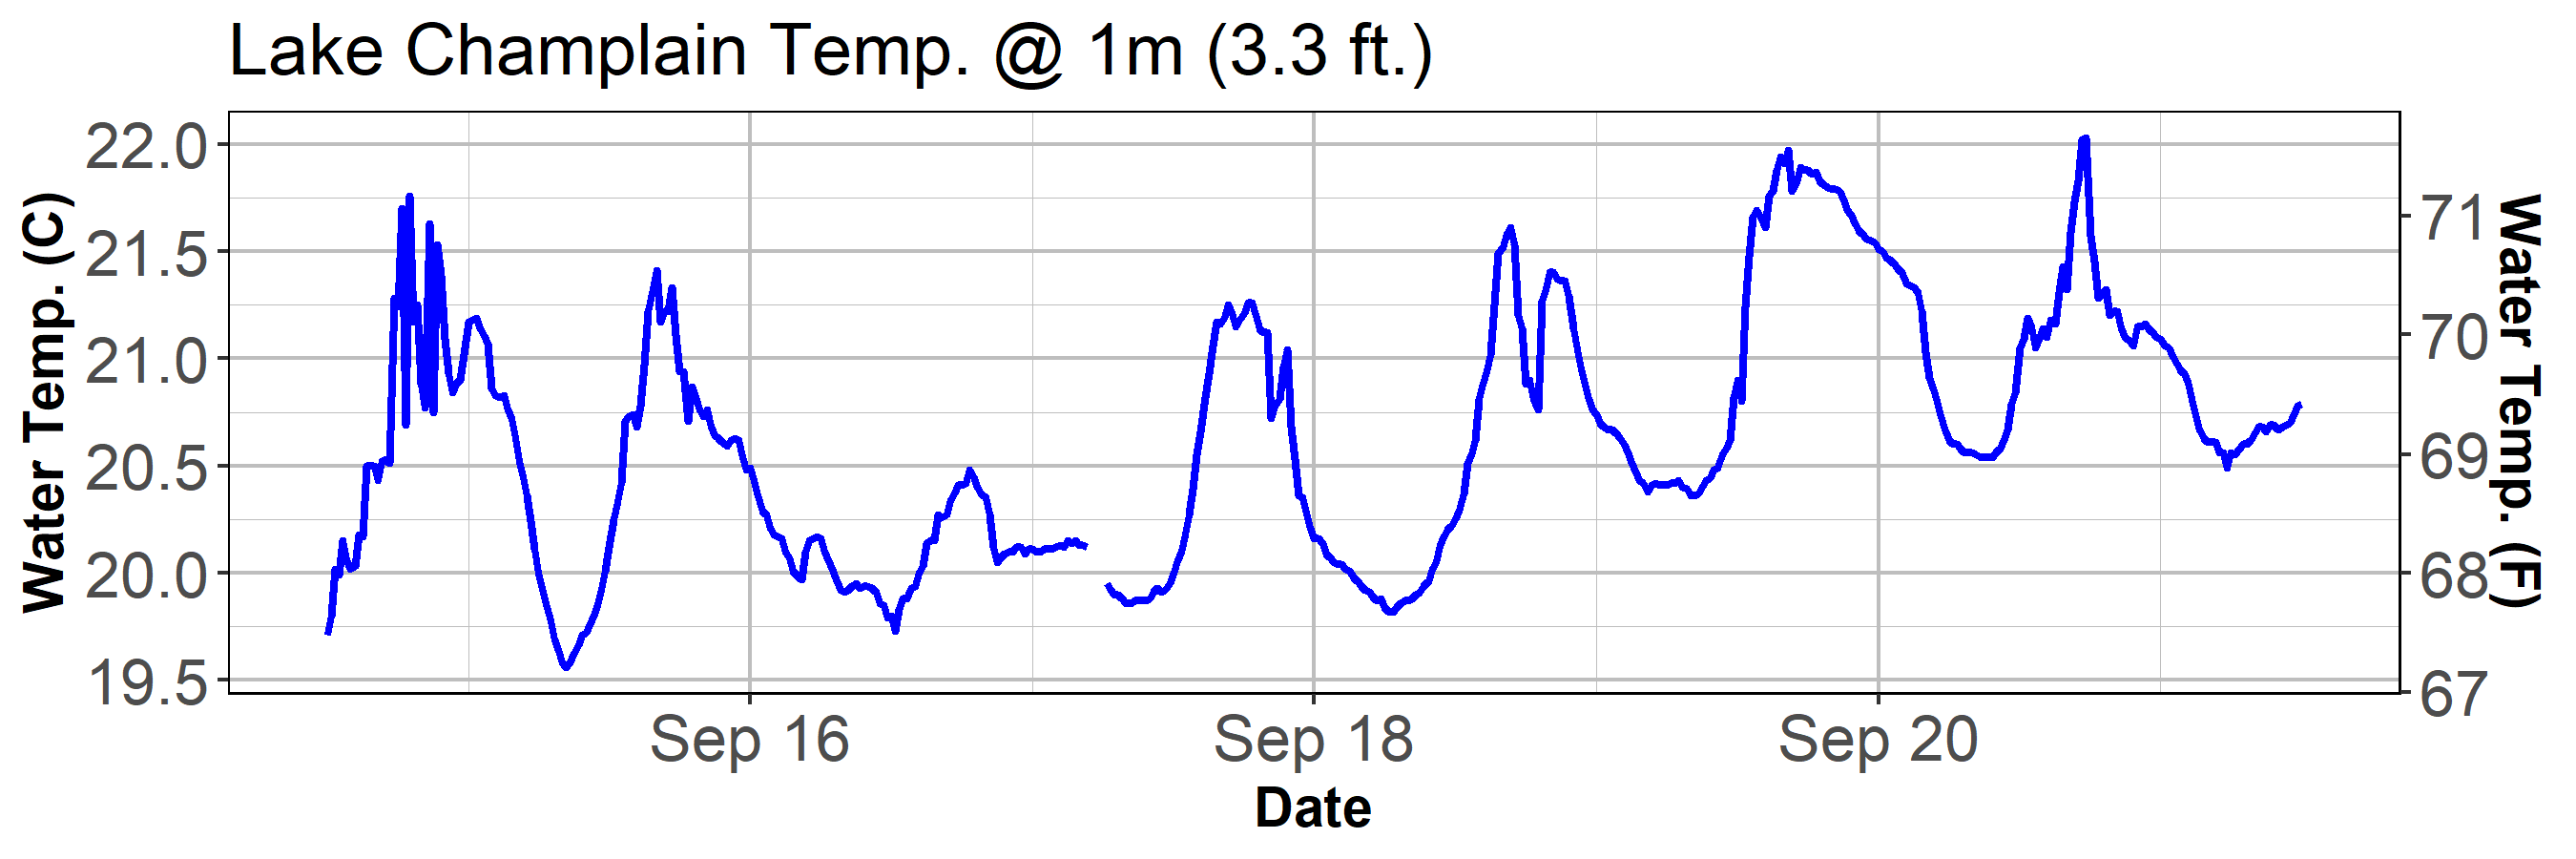 Lake Champlain Temp. @ 1m (3.3 ft.)
Water Temp. (C)
22.0
21.5
21.0
20.5
20.0
19.5
71
70
69
68
67
Water Temp. (F)
Sep 16
Sep 18
Sep 20
Date